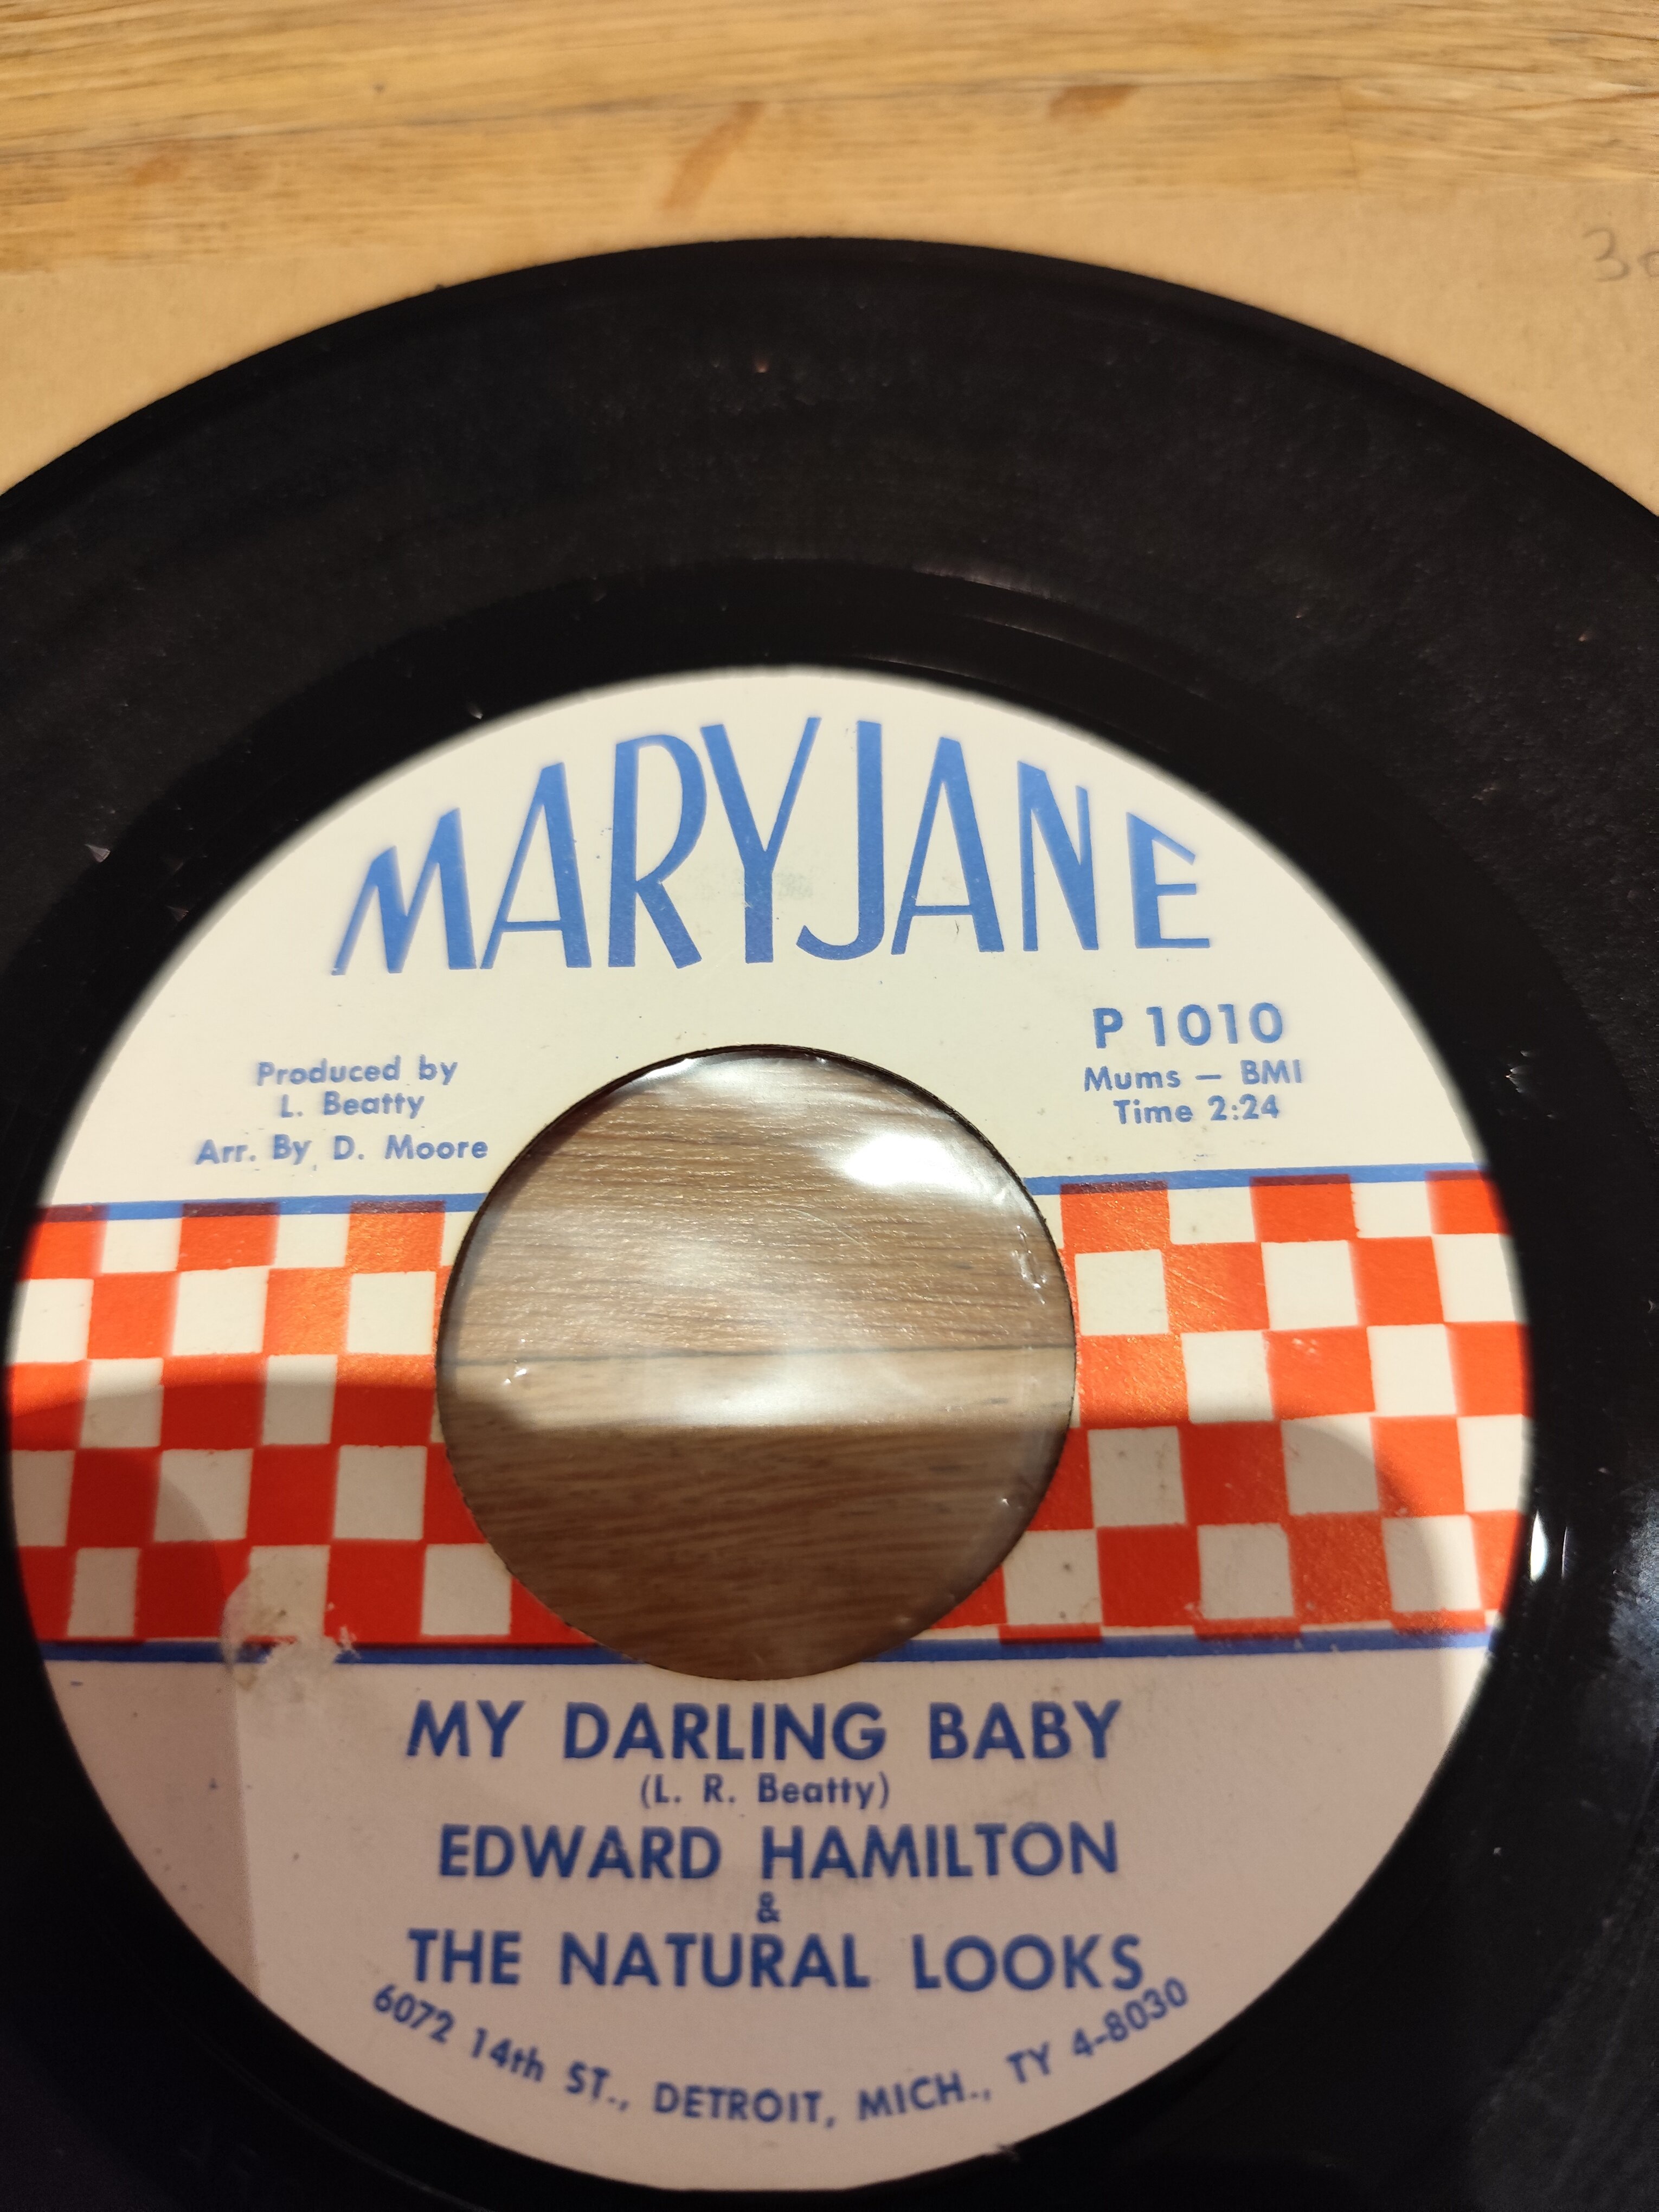 MARYJANE
P 1010
Mums – BMI
Time 2:24
Produced by
L. Beatty
Arr. By D. Moore
MY DARLING BABY
(L. R. Beatty)
EDWARD HAMILTON
&
THE NATURAL LOOKS
6072 14th ST., DETROIT, MICH., TY 4-8030